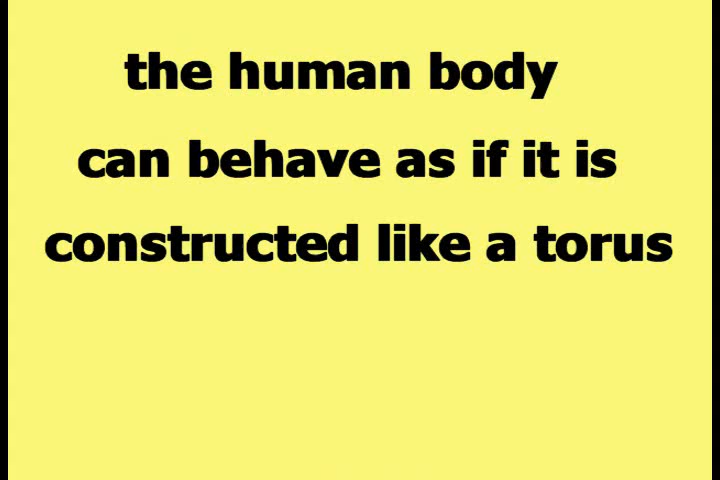 the human body
can behave as if it is
constructed like a torus